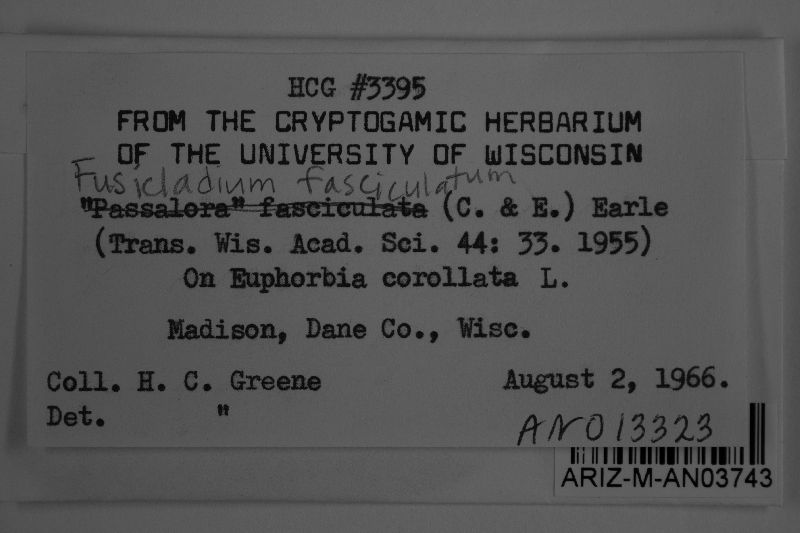 HCG #3395
FROM THE CRYPTOGAMIC HERBARIUM
OF THE UNIVERSITY OF WISCONSIN
Fusicladium fasciculatum
"Passalora" fasciculata (C. & E.) Earle
(Trans. Wis. Acad. Sci. 44: 33. 1955)
On Euphorbia corollata L.
Madison, Dane Co., Wisc.
Coll. H. C. Greene August 2, 1966.
Det. "
AN013323
ARIZ-M-AN03743